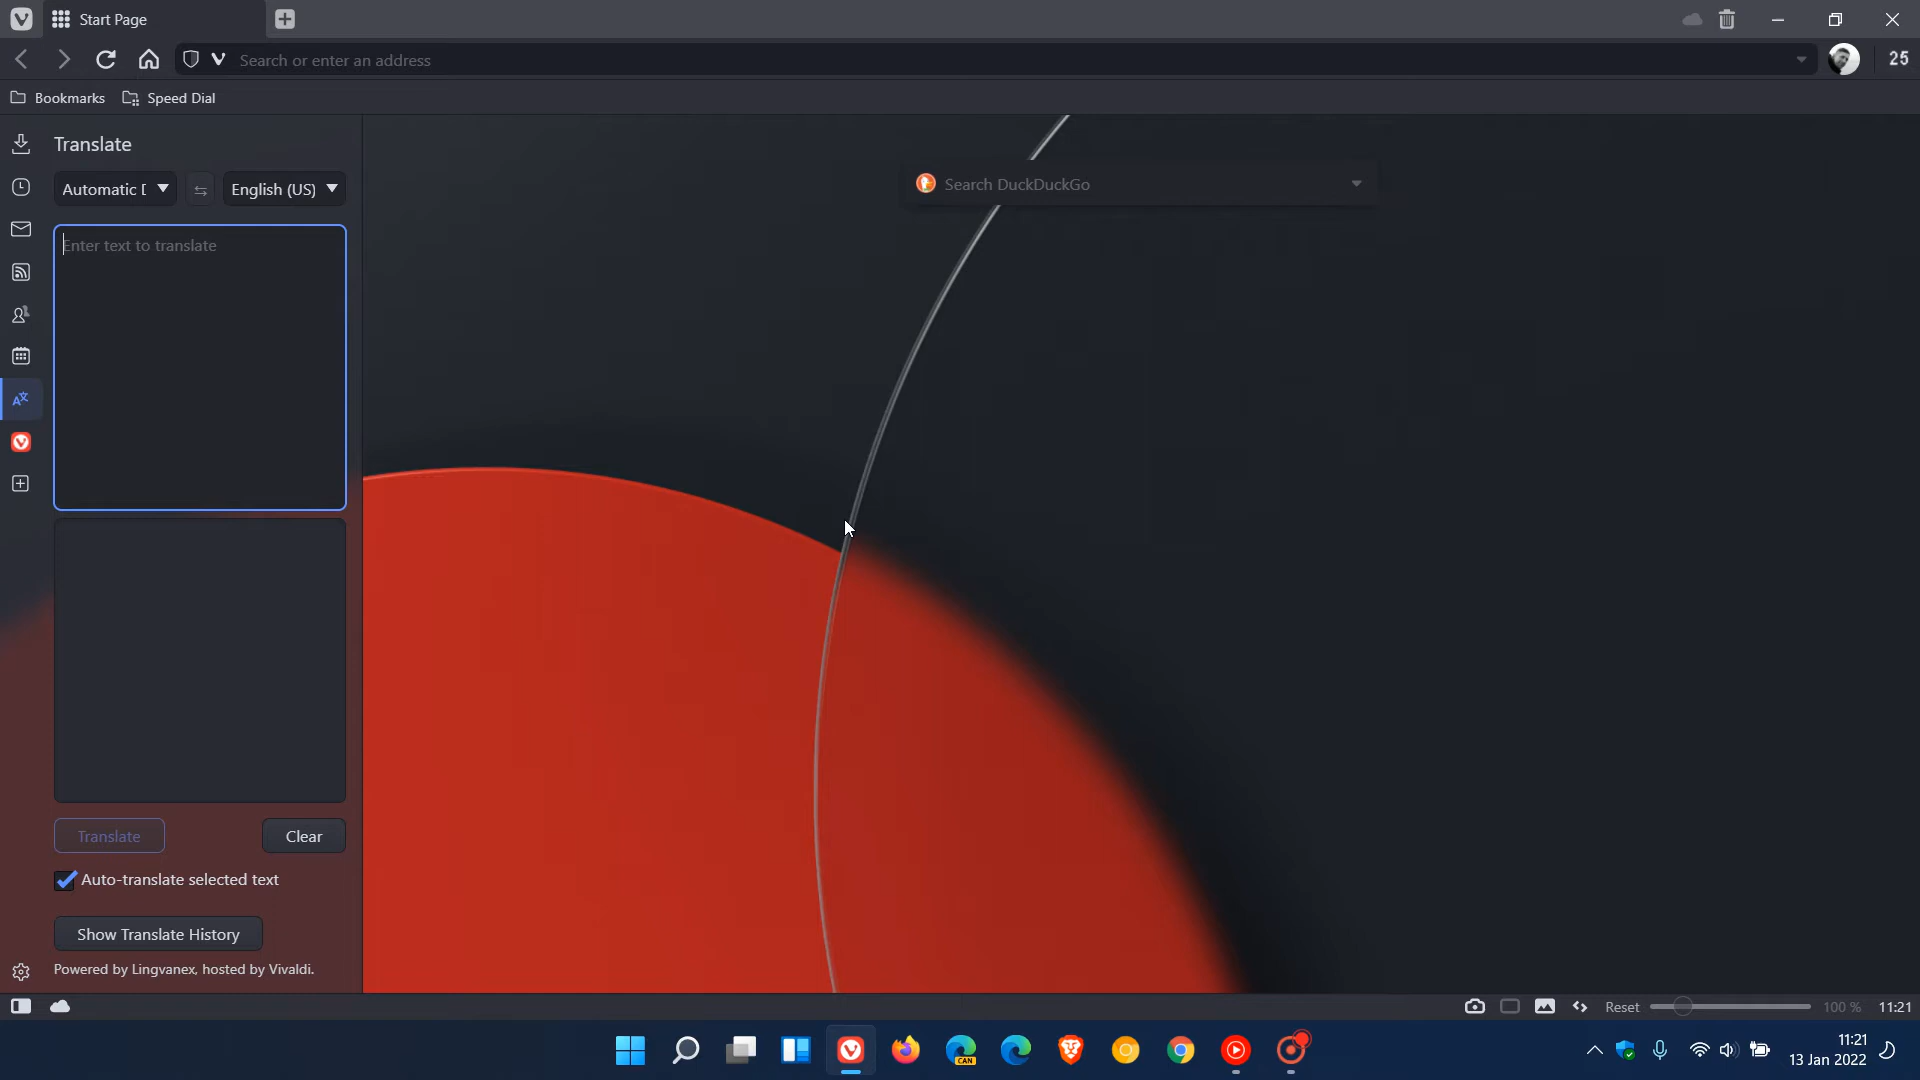 Start Page
Search or enter an address
25
Bookmarks
Speed Dial
Translate
Automatic D
English (US)
Search DuckDuckGo
Enter text to translate
Translate
Clear
Auto-translate selected text
Show Translate History
Powered by Lingvanex, hosted by Vivaldi.
Reset
100 %
11:21
CAN
11:21
13 Jan 2022